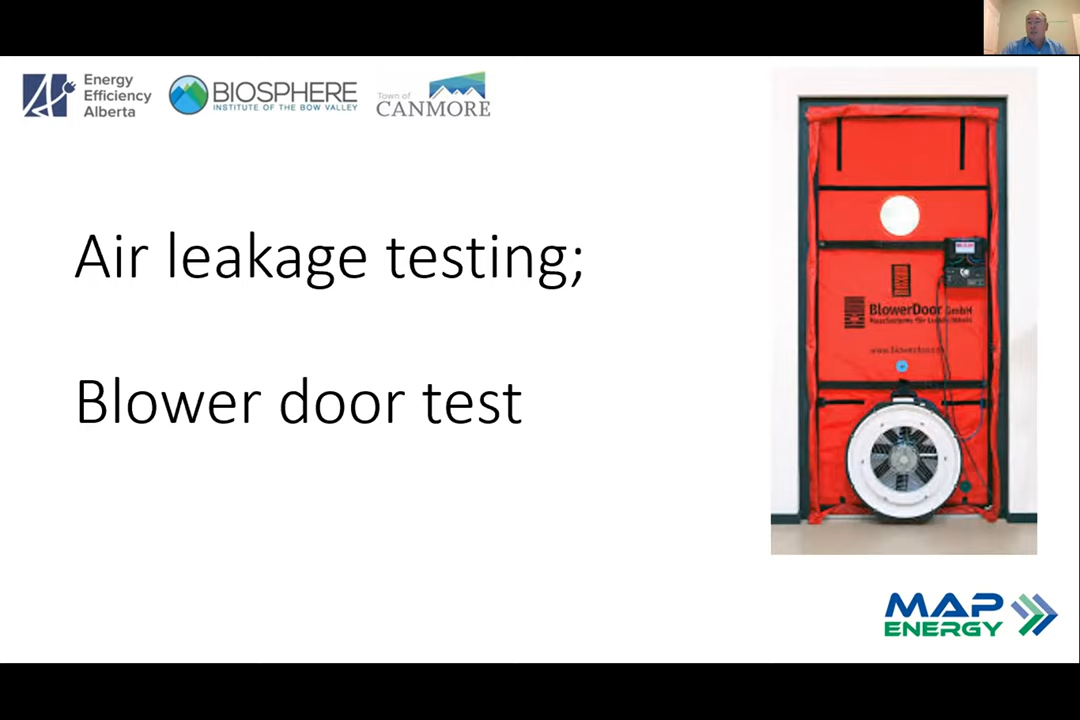 Energy
Efficiency
Alberta
BIOSPHERE
INSTITUTE OF THE BOW VALLEY
Town of
CANMORE
Air leakage testing;
Blower door test
BlowerDoor GmbH
MAP
ENERGY